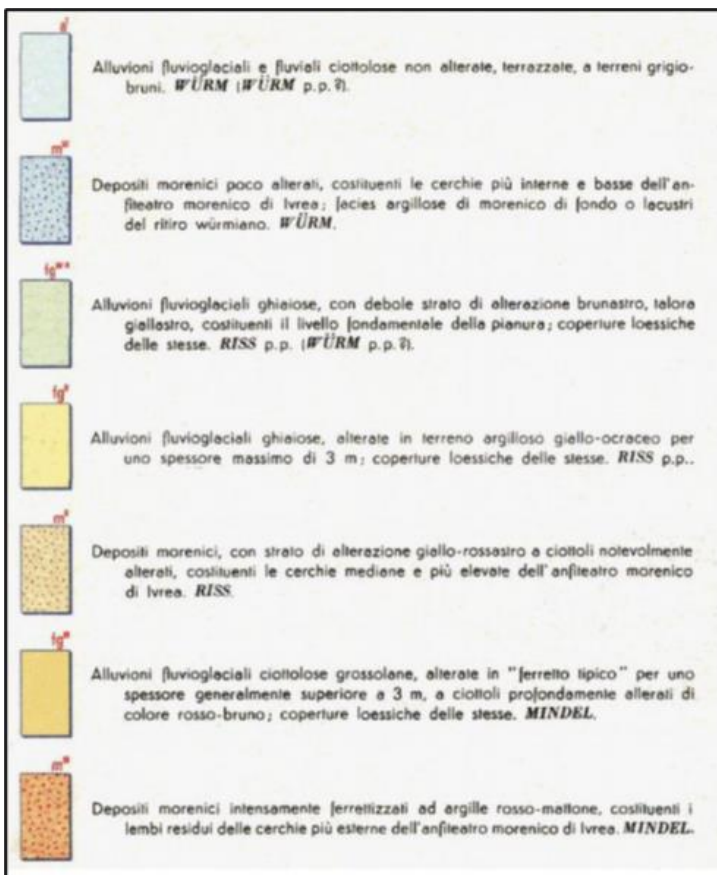 a¹
Alluvioni fluvioglaciali e fluviali ciottolose non alterate, terrazzate, a terreni grigio-
bruni. WÜRM (WÜRM p.p.?).
mʷ
Depositi morenici poco alterati, costituenti le cerchie più interne e basse dell'an-
fiteatro morenico di Ivrea; facies argillose di morenico di fondo o lacustri
del ritiro würmiano. WÜRM.
Alluvioni fluvioglaciali ghiaiose, con debole strato di alterazione brunastro, talora
giallastro, costituenti il livello fondamentale della pianura; coperture loessiche
delle stesse. RISS p.p. (WÜRM p.p.?).
fgᴿ
Alluvioni fluvioglaciali ghiaiose, alterate in terreno argilloso giallo-ocraceo per
uno spessore massimo di 3 m; coperture loessiche delle stesse. RISS p.p..
mᴿ
Depositi morenici, con strato di alterazione giallo-rossastro a ciottoli notevolmente
alterati, costituenti le cerchie mediane e più elevate dell'anfiteatro morenico
di Ivrea. RISS.
fgᴹ
Alluvioni fluvioglaciali ciottolose grossolane, alterate in "ferretto tipico" per uno
spessore generalmente superiore a 3 m, a ciottoli profondamente alterati di
colore rosso-bruno; coperture loessiche delle stesse. MINDEL.
mᴹ
Depositi morenici intensamente ferrettizzati ad argille rosso-mattone, costituenti i
lembi residui delle cerchie più esterne dell'anfiteatro morenico di Ivrea. MINDEL.